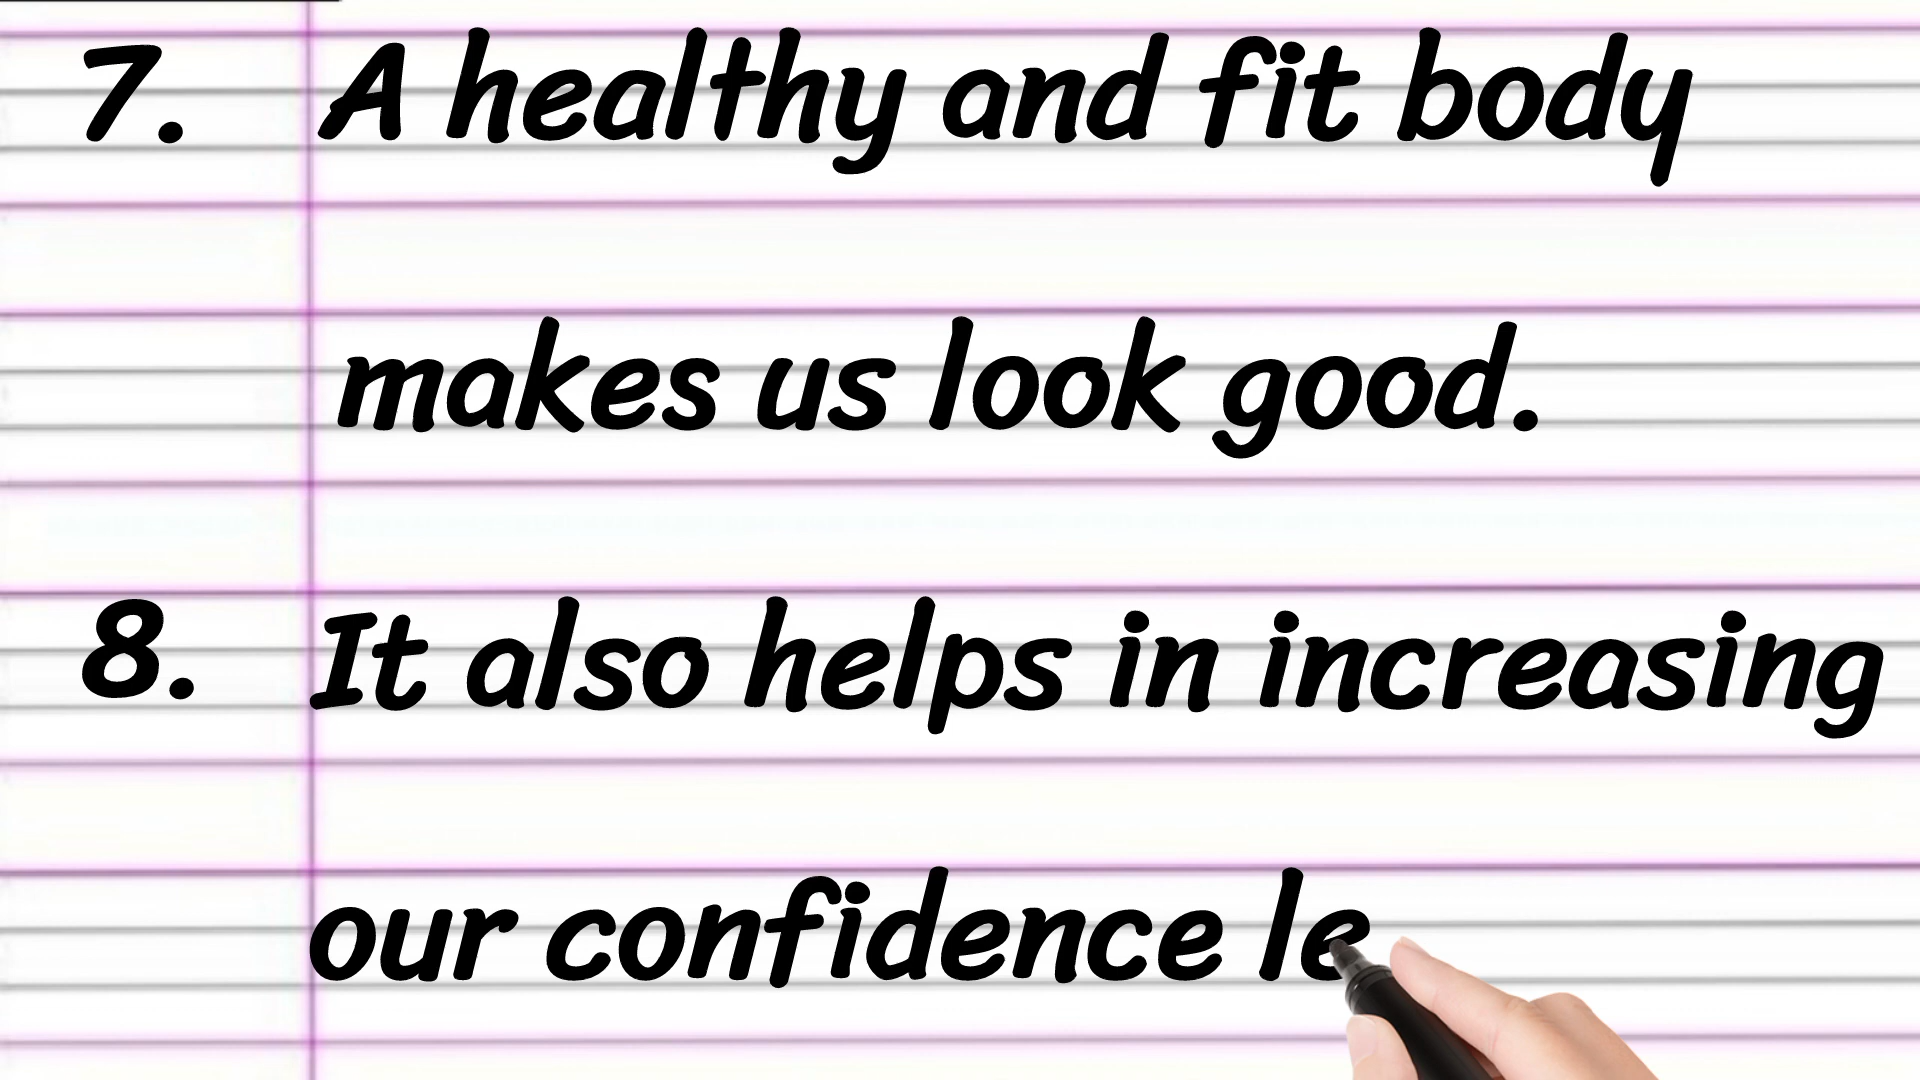 7. A healthy and fit body
makes us look good.
8. It also helps in increasing
our confidence le